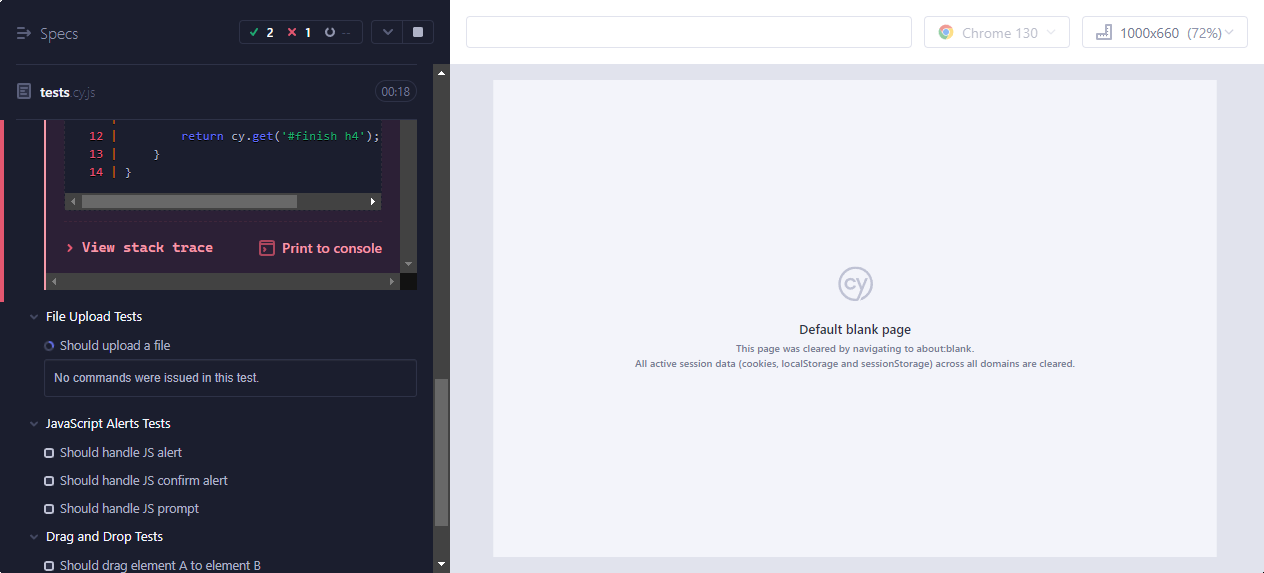 Specs
2 1 --
tests.cy.js 00:18
12 | return cy.get('#finish h4');
13 | }
14 | }
> View stack trace Print to console
File Upload Tests
Should upload a file
No commands were issued in this test.
JavaScript Alerts Tests
Should handle JS alert
Should handle JS confirm alert
Should handle JS prompt
Drag and Drop Tests
Should drag element A to element B
Chrome 130
1000x660 (72%)
cy
Default blank page
This page was cleared by navigating to about:blank.
All active session data (cookies, localStorage and sessionStorage) across all domains are cleared.